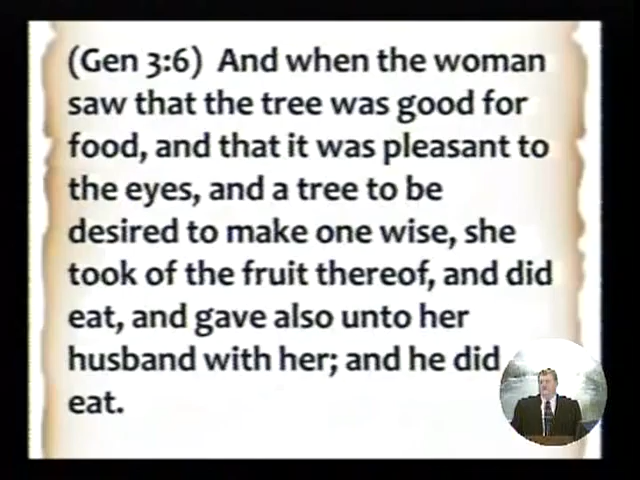 (Gen 3:6) And when the woman
saw that the tree was good for
food, and that it was pleasant to
the eyes, and a tree to be
desired to make one wise, she
took of the fruit thereof, and did
eat, and gave also unto her
husband with her; and he did
eat.